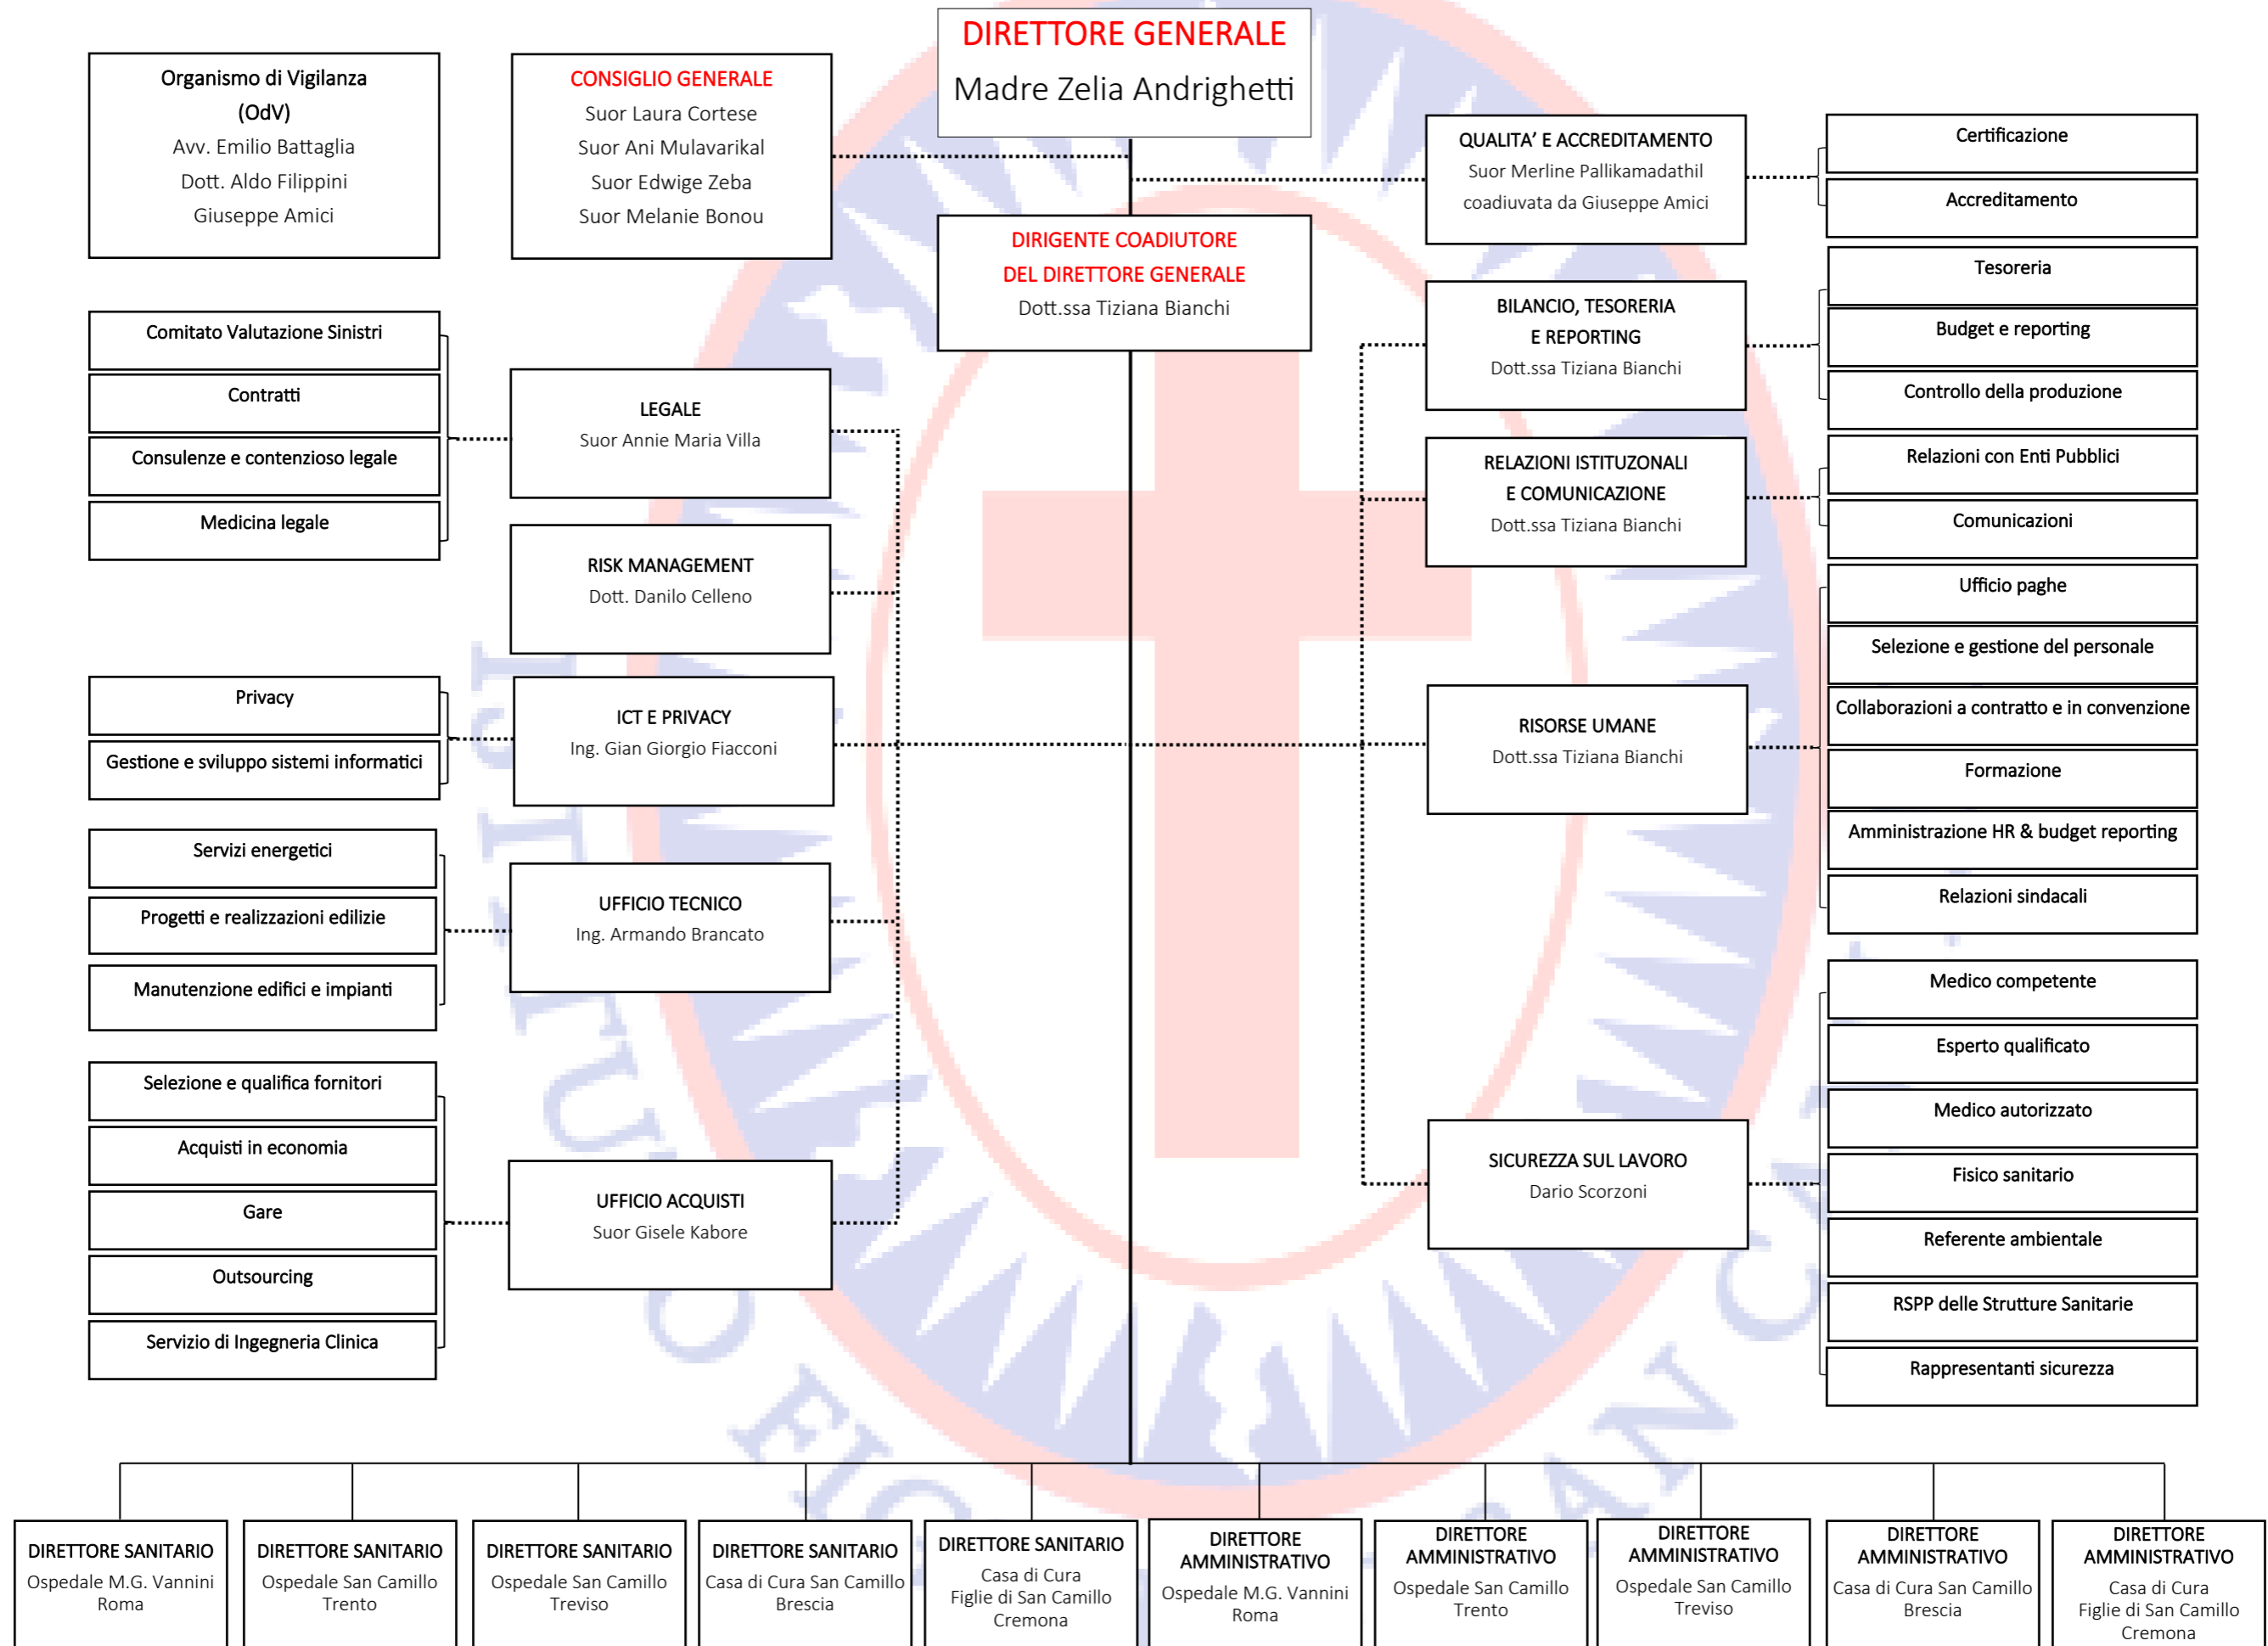 DIRETTORE GENERALE
Madre Zelia Andrighetti
Organismo di Vigilanza
(OdV)
Avv. Emilio Battaglia
Dott. Aldo Filippini
Giuseppe Amici
CONSIGLIO GENERALE
Suor Laura Cortese
Suor Ani Mulavarikal
Suor Edwige Zeba
Suor Melanie Bonou
QUALITA’ E ACCREDITAMENTO
Suor Merline Pallikamadathil
coadiuvata da Giuseppe Amici
Certificazione
Accreditamento
DIRIGENTE COADIUTORE
DEL DIRETTORE GENERALE
Dott.ssa Tiziana Bianchi
BILANCIO, TESORERIA
E REPORTING
Dott.ssa Tiziana Bianchi
Tesoreria
Budget e reporting
Controllo della produzione
Comitato Valutazione Sinistri
Contratti
Consulenze e contenzioso legale
Medicina legale
LEGALE
Suor Annie Maria Villa
RELAZIONI ISTITUZONALI
E COMUNICAZIONE
Dott.ssa Tiziana Bianchi
Relazioni con Enti Pubblici
Comunicazioni
RISK MANAGEMENT
Dott. Danilo Celleno
Privacy
Gestione e sviluppo sistemi informatici
ICT E PRIVACY
Ing. Gian Giorgio Fiacconi
RISORSE UMANE
Dott.ssa Tiziana Bianchi
Ufficio paghe
Selezione e gestione del personale
Collaborazioni a contratto e in convenzione
Formazione
Amministrazione HR & budget reporting
Relazioni sindacali
Servizi energetici
Progetti e realizzazioni edilizie
Manutenzione edifici e impianti
UFFICIO TECNICO
Ing. Armando Brancato
Selezione e qualifica fornitori
Acquisti in economia
Gare
Outsourcing
Servizio di Ingegneria Clinica
UFFICIO ACQUISTI
Suor Gisele Kabore
SICUREZZA SUL LAVORO
Dario Scorzoni
Medico competente
Esperto qualificato
Medico autorizzato
Fisico sanitario
Referente ambientale
RSPP delle Strutture Sanitarie
Rappresentanti sicurezza
DIRETTORE SANITARIO
Ospedale M.G. Vannini
Roma
DIRETTORE SANITARIO
Ospedale San Camillo
Trento
DIRETTORE SANITARIO
Ospedale San Camillo
Treviso
DIRETTORE SANITARIO
Casa di Cura San Camillo
Brescia
DIRETTORE SANITARIO
Casa di Cura
Figlie di San Camillo
Cremona
DIRETTORE
AMMINISTRATIVO
Ospedale M.G. Vannini
Roma
DIRETTORE
AMMINISTRATIVO
Ospedale San Camillo
Trento
DIRETTORE
AMMINISTRATIVO
Ospedale San Camillo
Treviso
DIRETTORE
AMMINISTRATIVO
Casa di Cura San Camillo
Brescia
DIRETTORE
AMMINISTRATIVO
Casa di Cura
Figlie di San Camillo
Cremona